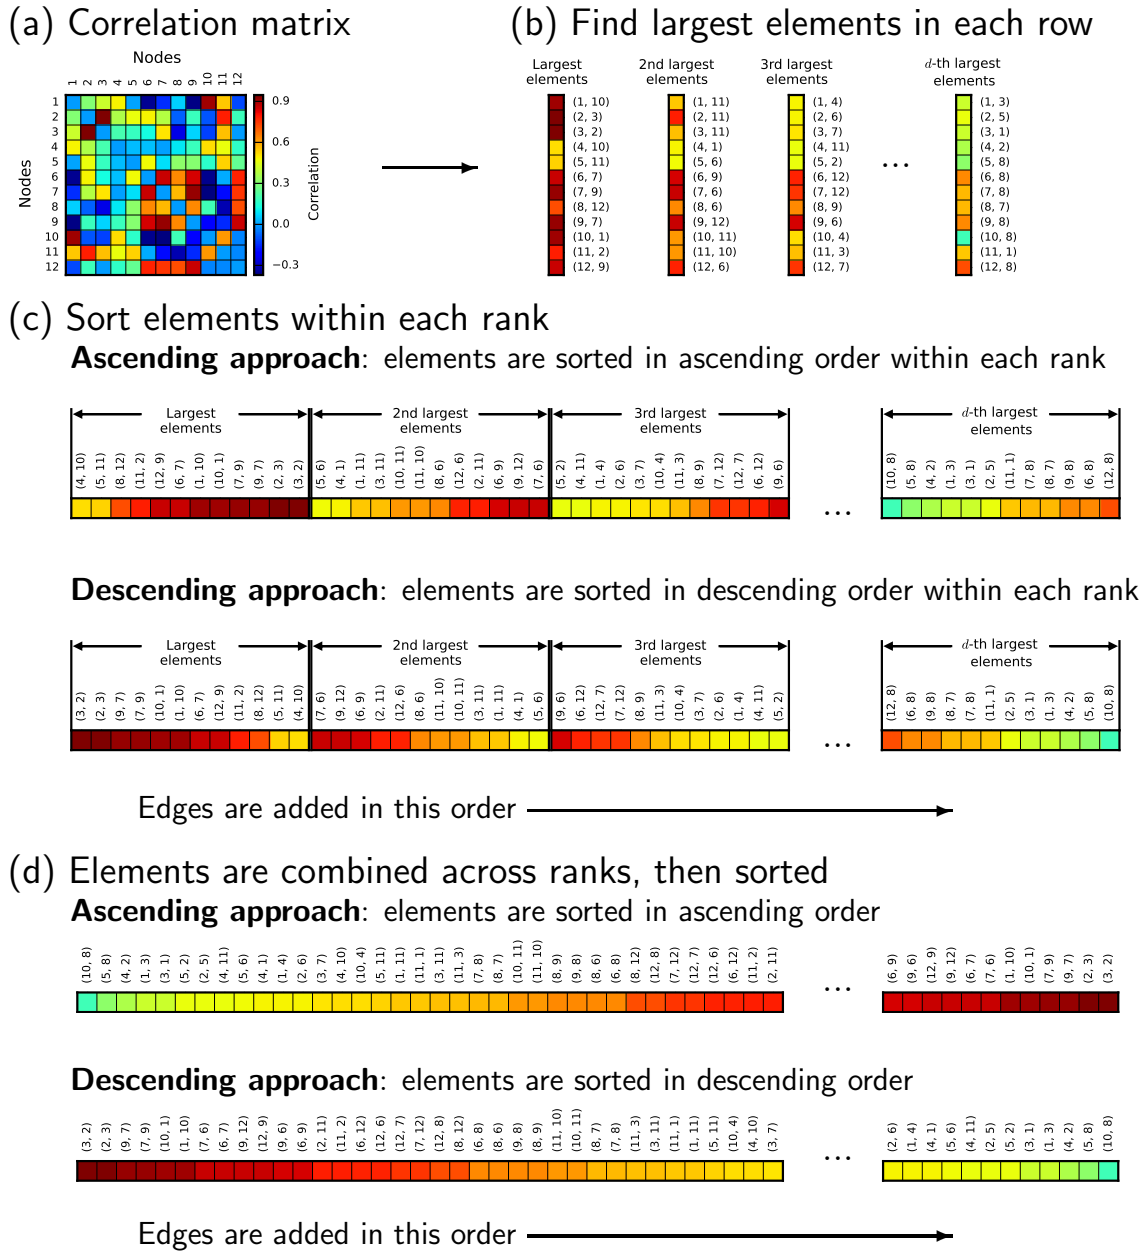 (a) Correlation matrix
Nodes
1 2 3 4 5 6 7 8 9 10 11 12
Nodes
1
2
3
4
5
6
7
8
9
10
11
12
0.9
0.6
0.3
0.0
−0.3
Correlation
(b) Find largest elements in each row
Largest
elements
(1, 10)
(2, 3)
(3, 2)
(4, 10)
(5, 11)
(6, 7)
(7, 9)
(8, 12)
(9, 7)
(10, 1)
(11, 2)
(12, 9)
2nd largest
elements
(1, 11)
(2, 11)
(3, 11)
(4, 1)
(5, 6)
(6, 9)
(7, 6)
(8, 6)
(9, 12)
(10, 11)
(11, 10)
(12, 6)
3rd largest
elements
(1, 4)
(2, 6)
(3, 7)
(4, 11)
(5, 2)
(6, 12)
(7, 12)
(8, 9)
(9, 6)
(10, 4)
(11, 3)
(12, 7)
...
d-th largest
elements
(1, 3)
(2, 5)
(3, 1)
(4, 2)
(5, 8)
(6, 8)
(7, 8)
(8, 7)
(9, 8)
(10, 8)
(11, 1)
(12, 8)
(c) Sort elements within each rank
Ascending approach: elements are sorted in ascending order within each rank
Largest
elements
(4, 10) (5, 11) (8, 12) (11, 2) (12, 9) (6, 7) (1, 10) (10, 1) (7, 9) (9, 7) (2, 3) (3, 2)
2nd largest
elements
(5, 6) (4, 1) (1, 11) (3, 11) (10, 11) (11, 10) (8, 6) (12, 6) (2, 11) (6, 9) (9, 12) (7, 6)
3rd largest
elements
(5, 2) (4, 11) (1, 4) (2, 6) (3, 7) (10, 4) (11, 3) (8, 9) (7, 12) (12, 7) (6, 12) (9, 6)
...
d-th largest
elements
(10, 8) (5, 8) (4, 2) (1, 3) (3, 1) (2, 5) (11, 1) (7, 8) (8, 7) (9, 8) (6, 8) (12, 8)
Descending approach: elements are sorted in descending order within each rank
Largest
elements
(3, 2) (2, 3) (9, 7) (7, 9) (10, 1) (1, 10) (6, 7) (12, 9) (11, 2) (8, 12) (5, 11) (4, 10)
2nd largest
elements
(7, 6) (9, 12) (6, 9) (2, 11) (12, 6) (8, 6) (11, 10) (10, 11) (3, 11) (1, 11) (4, 1) (5, 6)
3rd largest
elements
(9, 6) (6, 12) (12, 7) (7, 12) (8, 9) (11, 3) (10, 4) (3, 7) (2, 6) (1, 4) (4, 11) (5, 2)
...
d-th largest
elements
(12, 8) (6, 8) (9, 8) (8, 7) (7, 8) (11, 1) (2, 5) (3, 1) (1, 3) (4, 2) (5, 8) (10, 8)
Edges are added in this order
(d) Elements are combined across ranks, then sorted
Ascending approach: elements are sorted in ascending order
(10, 8) (5, 8) (4, 2) (1, 3) (3, 1) (5, 2) (2, 5) (4, 11) (5, 6) (4, 1) (1, 4) (2, 6) (3, 7) (4, 10) (10, 4) (5, 11) (1, 11) (11, 1) (3, 11) (11, 3) (7, 8) (8, 7) (10, 11) (11, 10) (8, 9) (9, 8) (8, 6) (6, 8) (8, 12) (12, 8) (7, 12) (12, 7) (12, 6) (6, 12) (11, 2) (2, 11)
...
(6, 9) (9, 6) (12, 9) (9, 12) (6, 7) (7, 6) (1, 10) (10, 1) (7, 9) (9, 7) (2, 3) (3, 2)
Descending approach: elements are sorted in descending order
(3, 2) (2, 3) (9, 7) (7, 9) (10, 1) (1, 10) (7, 6) (6, 7) (9, 12) (12, 9) (9, 6) (6, 9) (2, 11) (11, 2) (6, 12) (12, 6) (12, 7) (7, 12) (12, 8) (8, 12) (6, 8) (8, 6) (9, 8) (8, 9) (11, 10) (10, 11) (8, 7) (7, 8) (11, 3) (3, 11) (11, 1) (1, 11) (5, 11) (10, 4) (4, 10) (3, 7)
...
(2, 6) (1, 4) (4, 1) (5, 6) (4, 11) (2, 5) (5, 2) (3, 1) (1, 3) (4, 2) (5, 8) (10, 8)
Edges are added in this order